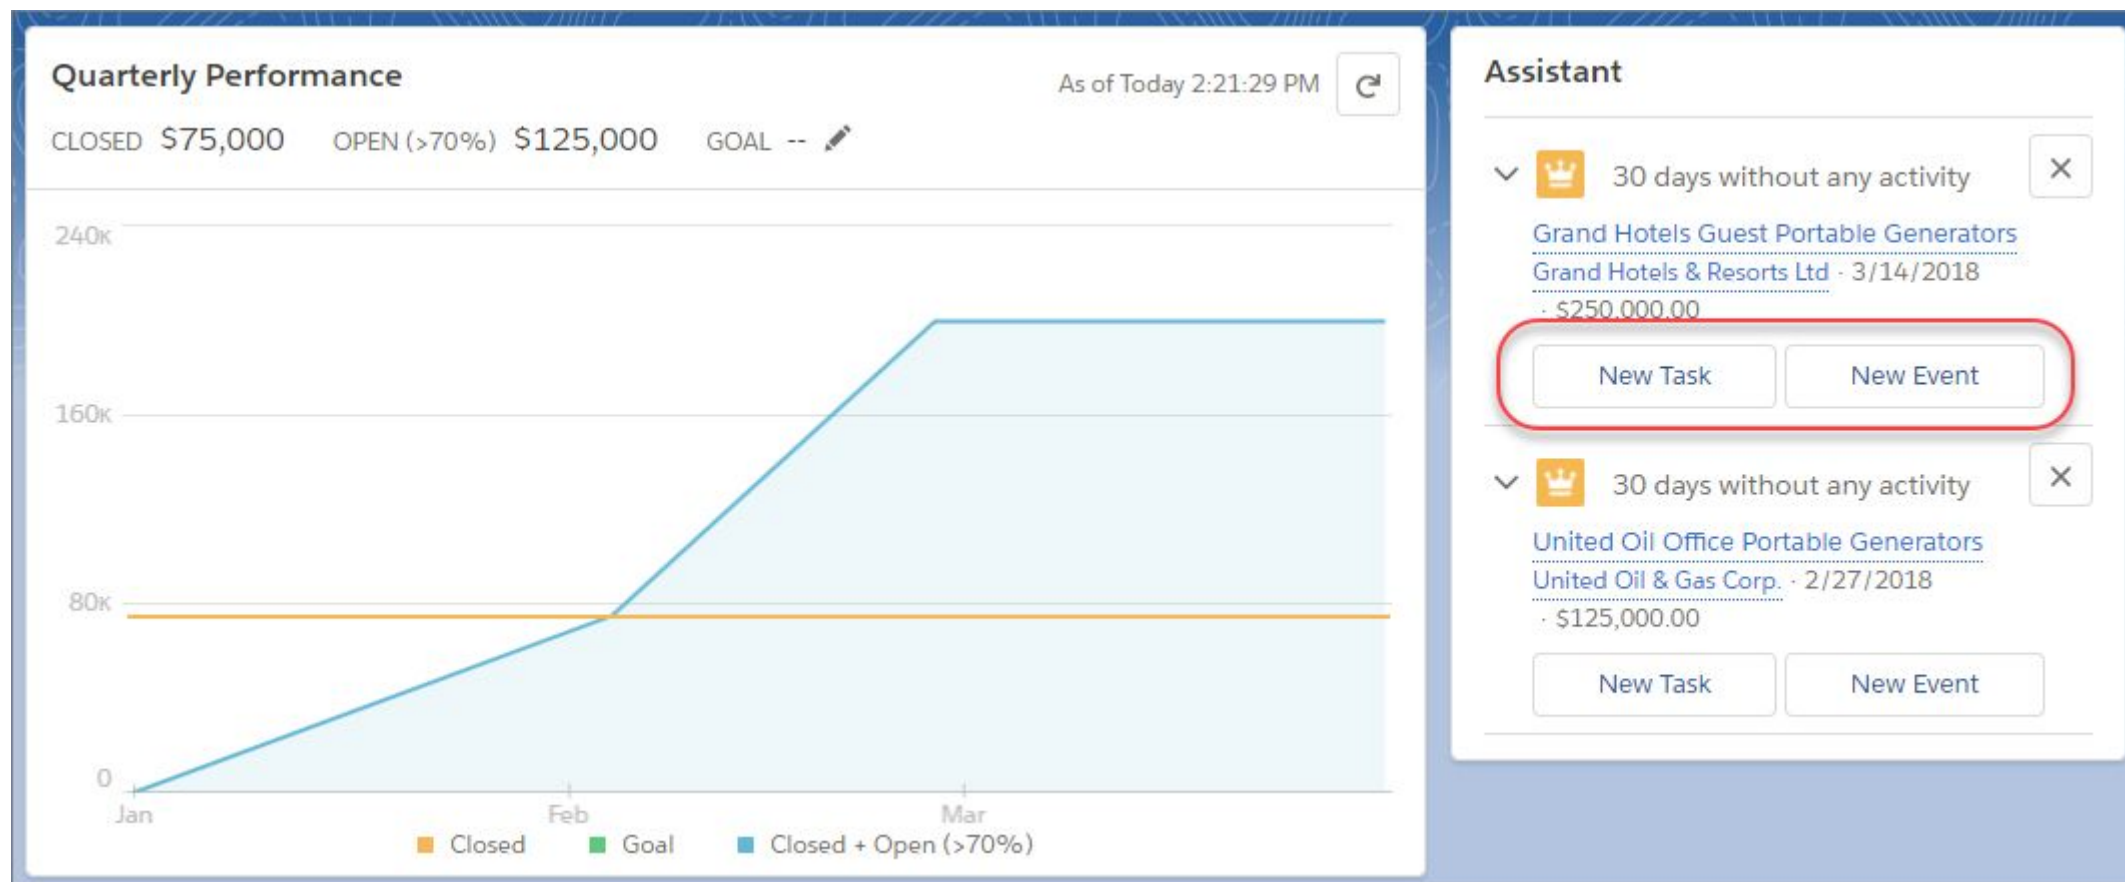 Quarterly Performance
As of Today 2:21:29 PM
CLOSED $75,000 OPEN (>70%) $125,000 GOAL --
240K
160K
80K
0
Jan Feb Mar
Closed Goal Closed + Open (>70%)
Assistant
30 days without any activity
Grand Hotels Guest Portable Generators
Grand Hotels & Resorts Ltd · 3/14/2018
· $250,000.00
New Task New Event
30 days without any activity
United Oil Office Portable Generators
United Oil & Gas Corp. · 2/27/2018
· $125,000.00
New Task New Event